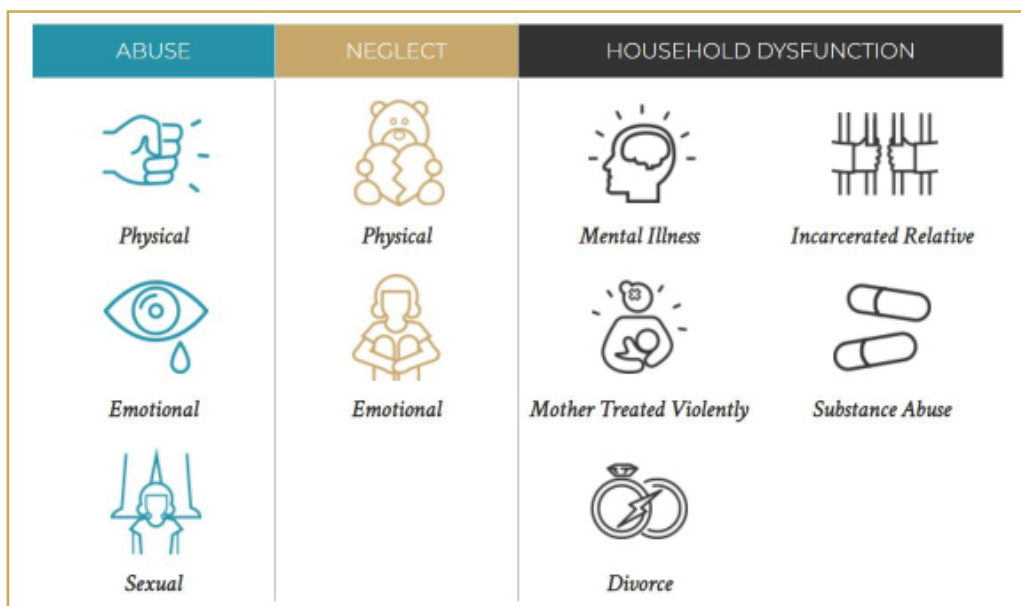 ABUSE
NEGLECT
HOUSEHOLD DYSFUNCTION
Physical
Physical
Mental Illness
Incarcerated Relative
Emotional
Emotional
Mother Treated Violently
Substance Abuse
Sexual
Divorce